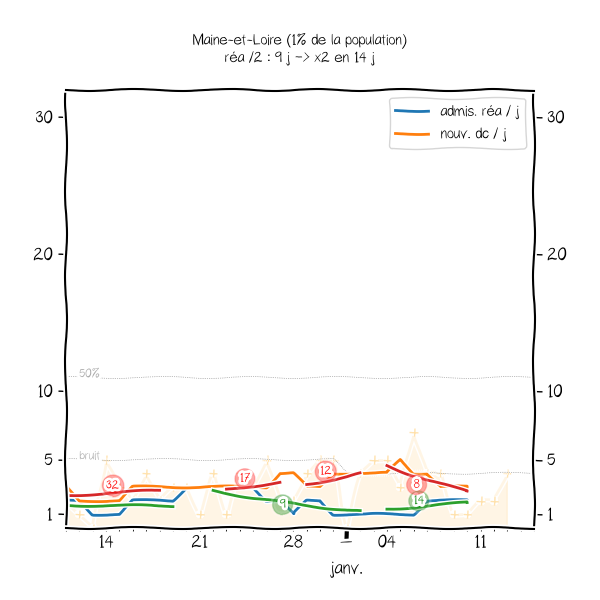 Maine-et-Loire (1% de la population)
réa /2 : 9 j -> x2 en 14 j
admis. réa / j
nouv. dc / j
30 30
20 20
50%
10 10
bruit
5 5
32 17 12 8
9 14
1 1
14 21 28 1 04 11
janv.